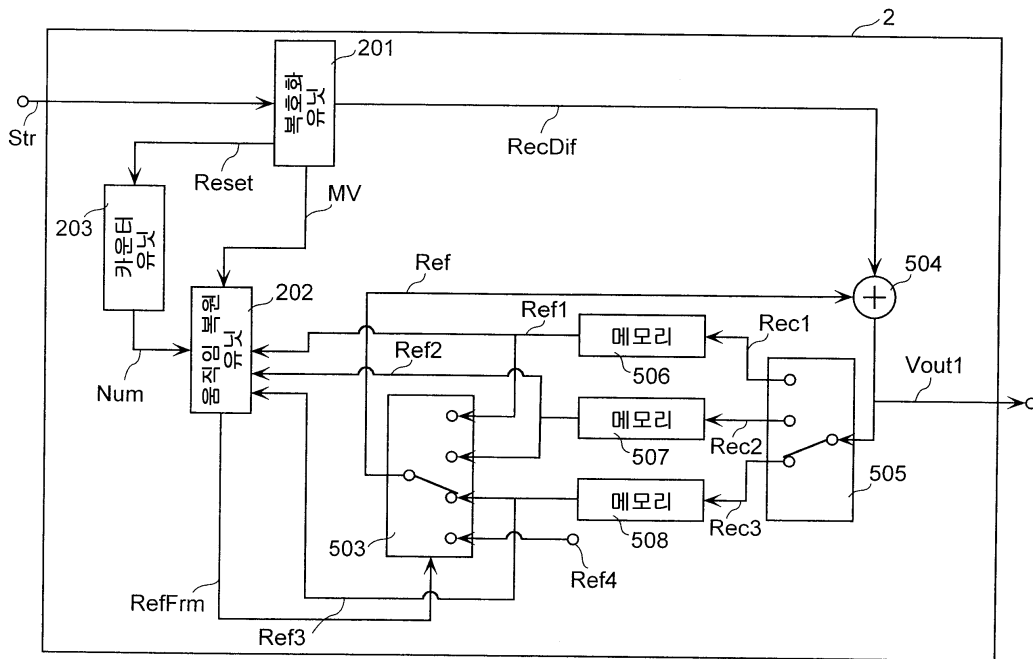 2
201
복호화
유닛
Str
RecDif
Reset
MV
203
카운터
유닛
Ref
504
202
움직임 복원
유닛
Ref1
메모리
Rec1
Ref2
506
Vout1
Num
메모리
507
Rec2
505
메모리
508
Rec3
503
Ref4
RefFrm
Ref3